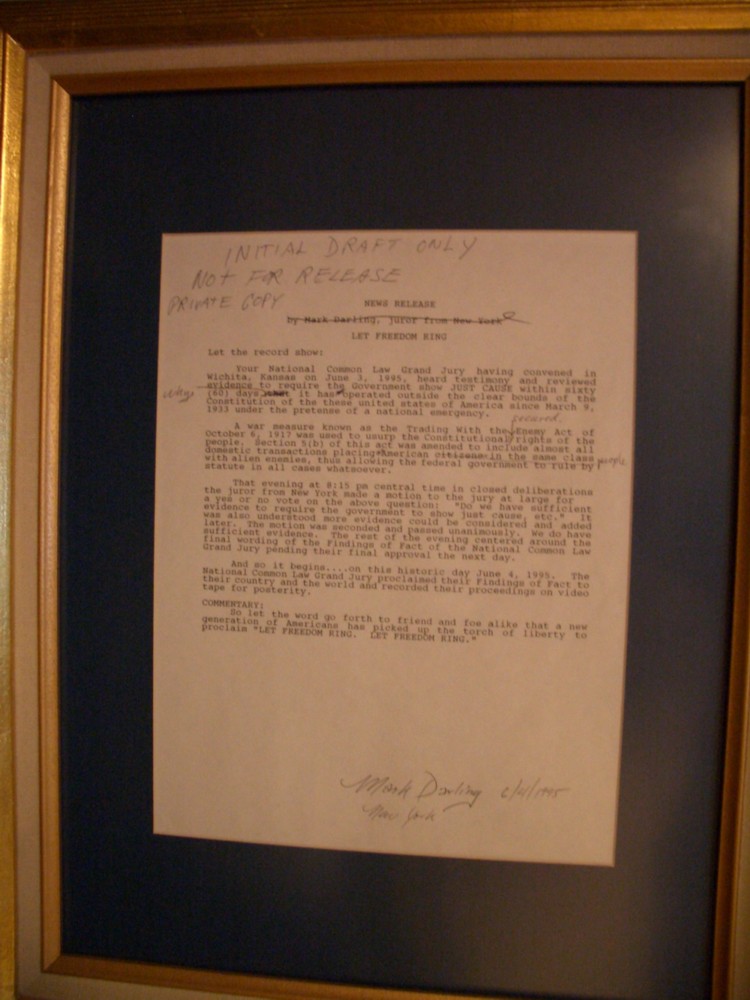 INITIAL DRAFT ONLY
NOT FOR RELEASE
PRIVATE COPY
NEWS RELEASE
by Mark Darling, juror from New York
LET FREEDOM RING
Let the record show:
Your National Common Law Grand Jury having convened in
Wichita, Kansas on June 3, 1995, heard testimony and reviewed
evidence to require the Government show JUST CAUSE within sixty
(60) days it has operated outside the clear bounds of the
Constitution of the these united states of America since March 9,
1933 under the pretense of a national emergency.
A war measure known as the Trading With the Enemy Act of
October 6, 1917 was used to usurp the Constitutional rights of the
people. Section 5(b) of this act was amended to include almost all
domestic transactions placing American citizens in the same class people
with alien enemies, thus allowing the federal government to rule by
statute in all cases whatsoever.
That evening at 8:15 pm central time in closed deliberations
the juror from New York made a motion to the jury at large for
a yes or no vote on the above question: "Do we have sufficient
evidence to require the government to show just cause, etc." It
was also understood more evidence could be considered and added
later. The motion was seconded and passed unanimously. We do have
sufficient evidence. The rest of the evening centered around the
final wording of the Findings of Fact of the National Common Law
Grand Jury pending their final approval the next day.
And so it begins....on this historic day June 4, 1995. The
National Common Law Grand Jury proclaimed their Findings of Fact to
their country and the world and recorded their proceedings on video
tape for posterity.
COMMENTARY:
So let the word go forth to friend and foe alike that a new
generation of Americans has picked up the torch of liberty to
proclaim "LET FREEDOM RING. LET FREEDOM RING."
Mark Darling 6/4/1995
New York